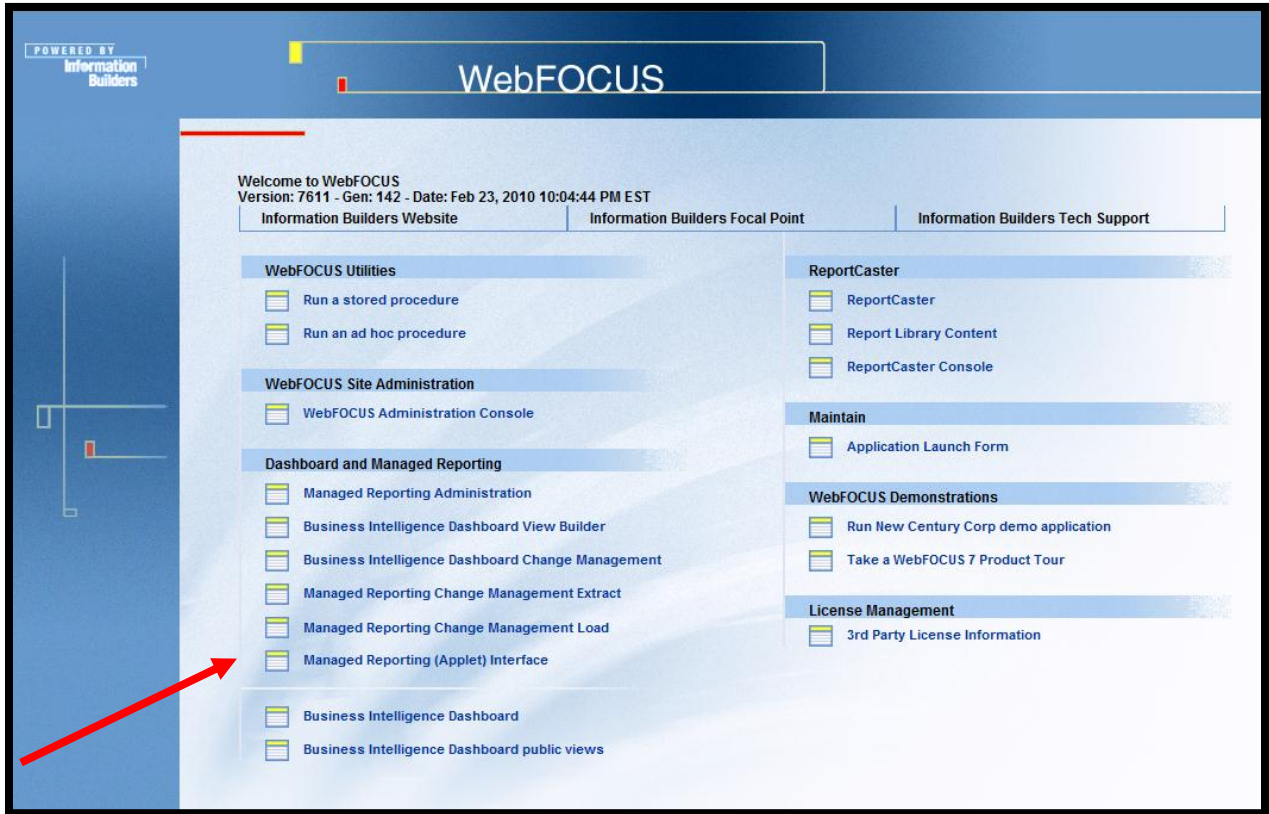 POWERED BY
Information
Builders
WebFOCUS
Welcome to WebFOCUS
Version: 7611 - Gen: 142 - Date: Feb 23, 2010 10:04:44 PM EST
Information Builders Website
Information Builders Focal Point
Information Builders Tech Support
WebFOCUS Utilities
Run a stored procedure
Run an ad hoc procedure
WebFOCUS Site Administration
WebFOCUS Administration Console
Dashboard and Managed Reporting
Managed Reporting Administration
Business Intelligence Dashboard View Builder
Business Intelligence Dashboard Change Management
Managed Reporting Change Management Extract
Managed Reporting Change Management Load
Managed Reporting (Applet) Interface
Business Intelligence Dashboard
Business Intelligence Dashboard public views
ReportCaster
ReportCaster
Report Library Content
ReportCaster Console
Maintain
Application Launch Form
WebFOCUS Demonstrations
Run New Century Corp demo application
Take a WebFOCUS 7 Product Tour
License Management
3rd Party License Information